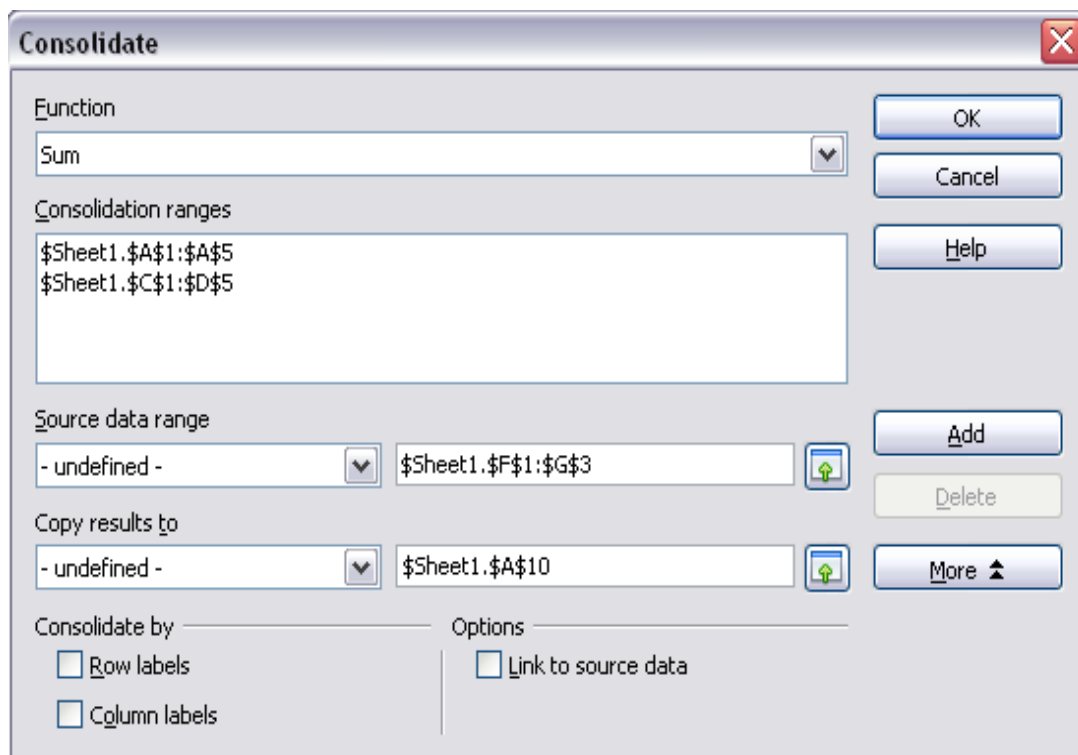 Consolidate
Function
Sum
Consolidation ranges
$Sheet1.$A$1:$A$5
$Sheet1.$C$1:$D$5
Source data range
- undefined -
$Sheet1.$F$1:$G$3
Copy results to
- undefined -
$Sheet1.$A$10
Consolidate by
Row labels
Column labels
Options
Link to source data
OK
Cancel
Help
Add
Delete
More